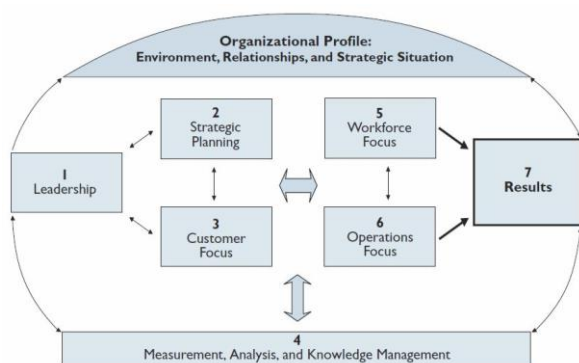 Organizational Profile:
Environment, Relationships, and Strategic Situation
2
Strategic
Planning
5
Workforce
Focus
1
Leadership
7
Results
3
Customer
Focus
6
Operations
Focus
4
Measurement, Analysis, and Knowledge Management